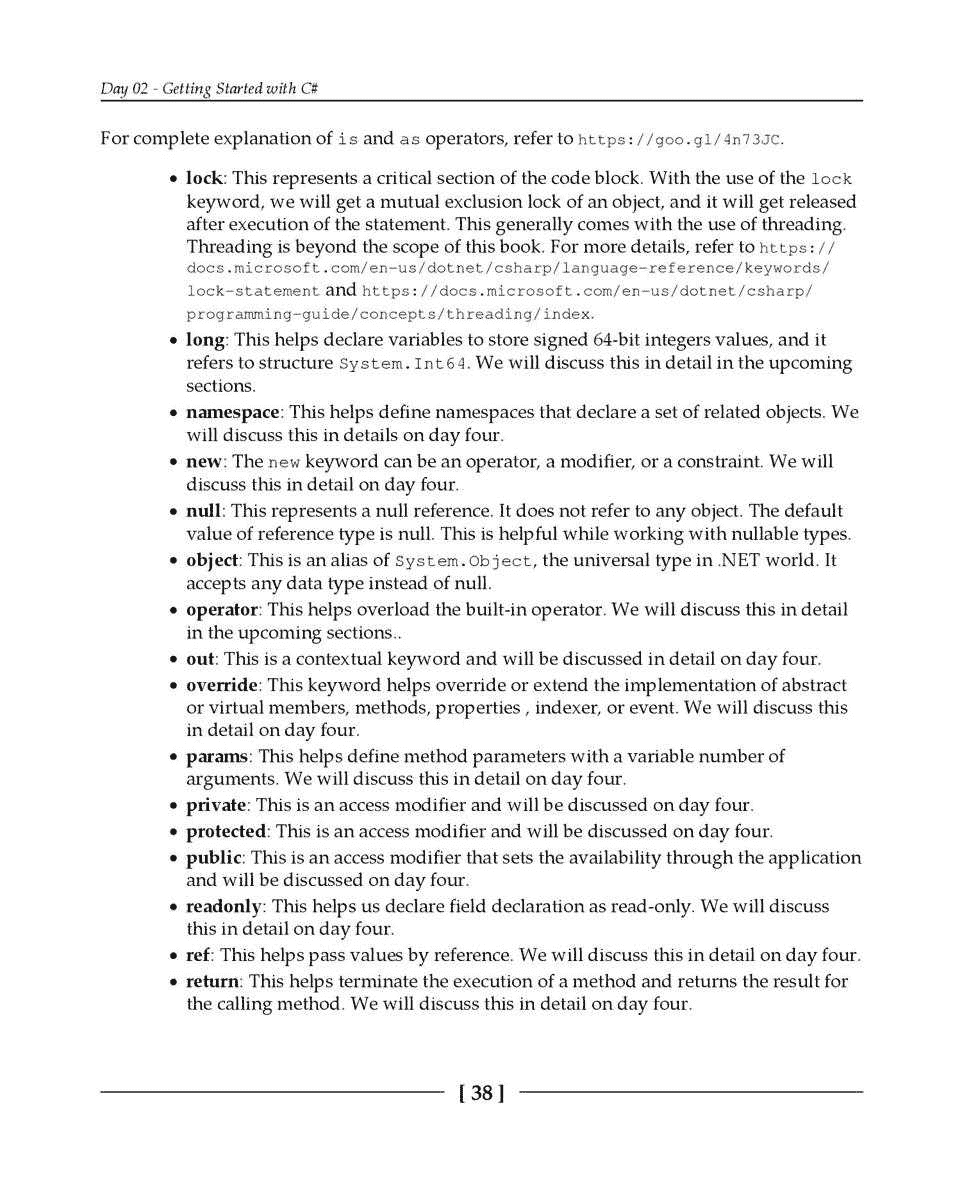 Day 02 - Getting Started with C#
For complete explanation of is and as operators, refer to https://goo.gl/4n73JC.
• lock: This represents a critical section of the code block. With the use of the lock
keyword, we will get a mutual exclusion lock of an object, and it will get released
after execution of the statement. This generally comes with the use of threading.
Threading is beyond the scope of this book. For more details, refer to https://
docs.microsoft.com/en-us/dotnet/csharp/language-reference/keywords/
lock-statement and https://docs.microsoft.com/en-us/dotnet/csharp/
programming-guide/concepts/threading/index.
• long: This helps declare variables to store signed 64-bit integers values, and it
refers to structure System.Int64. We will discuss this in detail in the upcoming
sections.
• namespace: This helps define namespaces that declare a set of related objects. We
will discuss this in details on day four.
• new: The new keyword can be an operator, a modifier, or a constraint. We will
discuss this in detail on day four.
• null: This represents a null reference. It does not refer to any object. The default
value of reference type is null. This is helpful while working with nullable types.
• object: This is an alias of System.Object, the universal type in .NET world. It
accepts any data type instead of null.
• operator: This helps overload the built-in operator. We will discuss this in detail
in the upcoming sections..
• out: This is a contextual keyword and will be discussed in detail on day four.
• override: This keyword helps override or extend the implementation of abstract
or virtual members, methods, properties , indexer, or event. We will discuss this
in detail on day four.
• params: This helps define method parameters with a variable number of
arguments. We will discuss this in detail on day four.
• private: This is an access modifier and will be discussed on day four.
• protected: This is an access modifier and will be discussed on day four.
• public: This is an access modifier that sets the availability through the application
and will be discussed on day four.
• readonly: This helps us declare field declaration as read-only. We will discuss
this in detail on day four.
• ref: This helps pass values by reference. We will discuss this in detail on day four.
• return: This helps terminate the execution of a method and returns the result for
the calling method. We will discuss this in detail on day four.
[ 38 ]